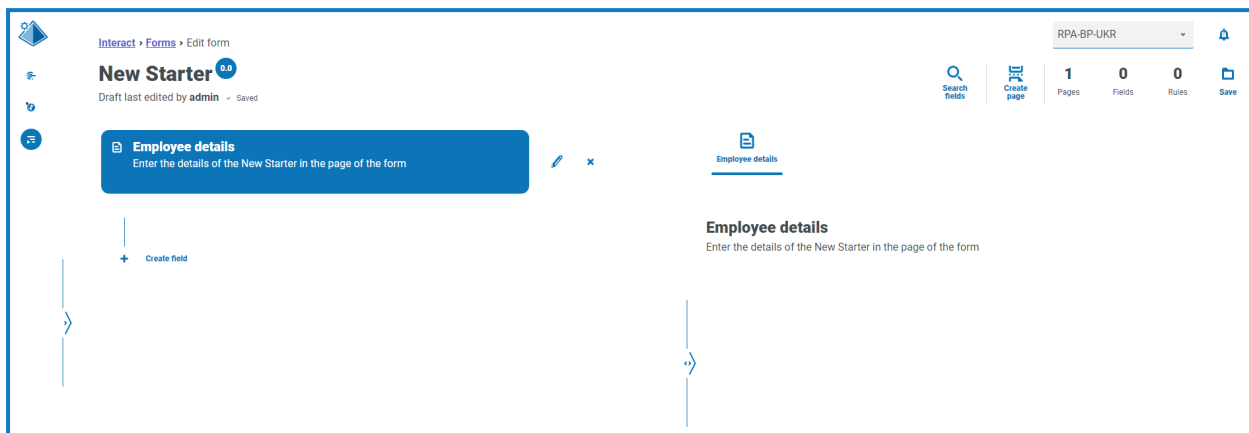 RPA-BP-UKR
Interact › Forms › Edit form
New Starter 0.0
Draft last edited by admin Saved
Search fields
Create page
1 Pages
0 Fields
0 Rules
Save
Employee details
Enter the details of the New Starter in the page of the form
Create field
Employee details
Employee details
Enter the details of the New Starter in the page of the form